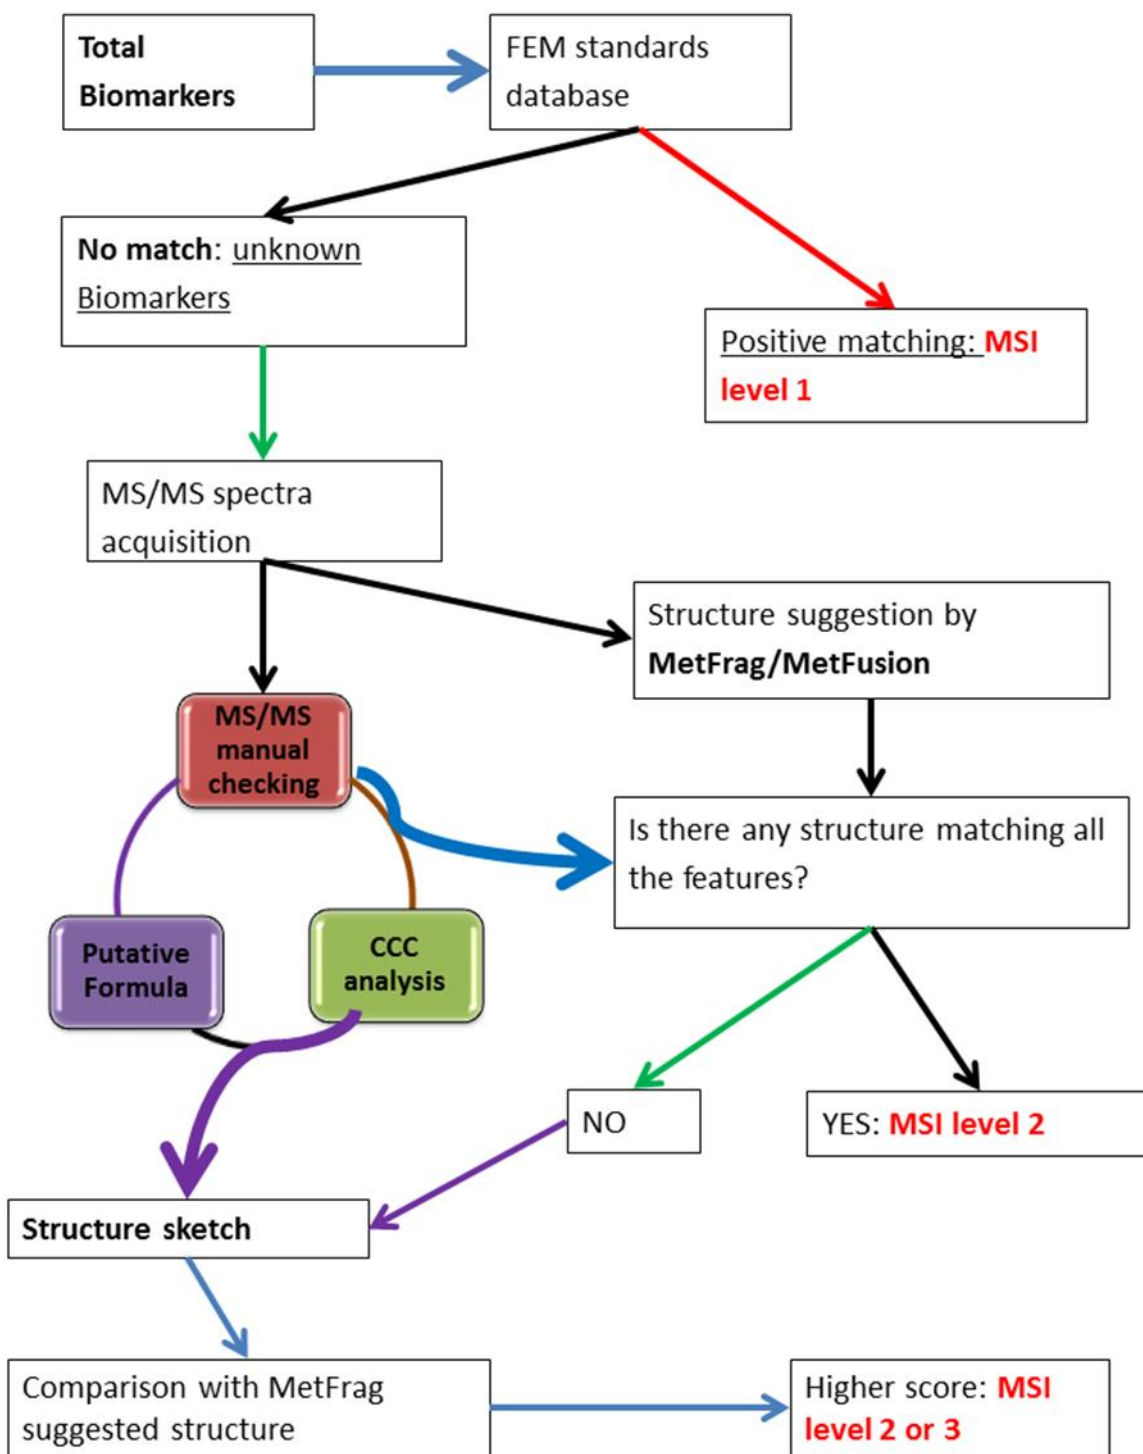 Total
Biomarkers
FEM standards
database
No match: unknown
Biomarkers
Positive matching: MSI
level 1
MS/MS spectra
acquisition
Structure suggestion by
MetFrag/MetFusion
MS/MS
manual
checking
Is there any structure matching all
the features?
Putative
Formula
CCC
analysis
NO
YES: MSI level 2
Structure sketch
Comparison with MetFrag
suggested structure
Higher score: MSI
level 2 or 3